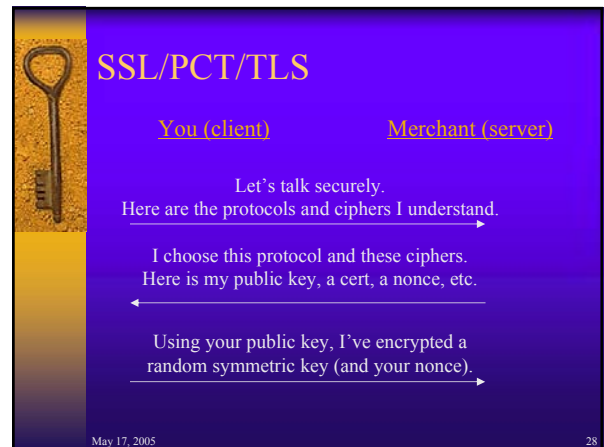 SSL/PCT/TLS
You (client)
Merchant (server)
Let’s talk securely.
Here are the protocols and ciphers I understand.
I choose this protocol and these ciphers.
Here is my public key, a cert, a nonce, etc.
Using your public key, I’ve encrypted a
random symmetric key (and your nonce).
May 17, 2005
28